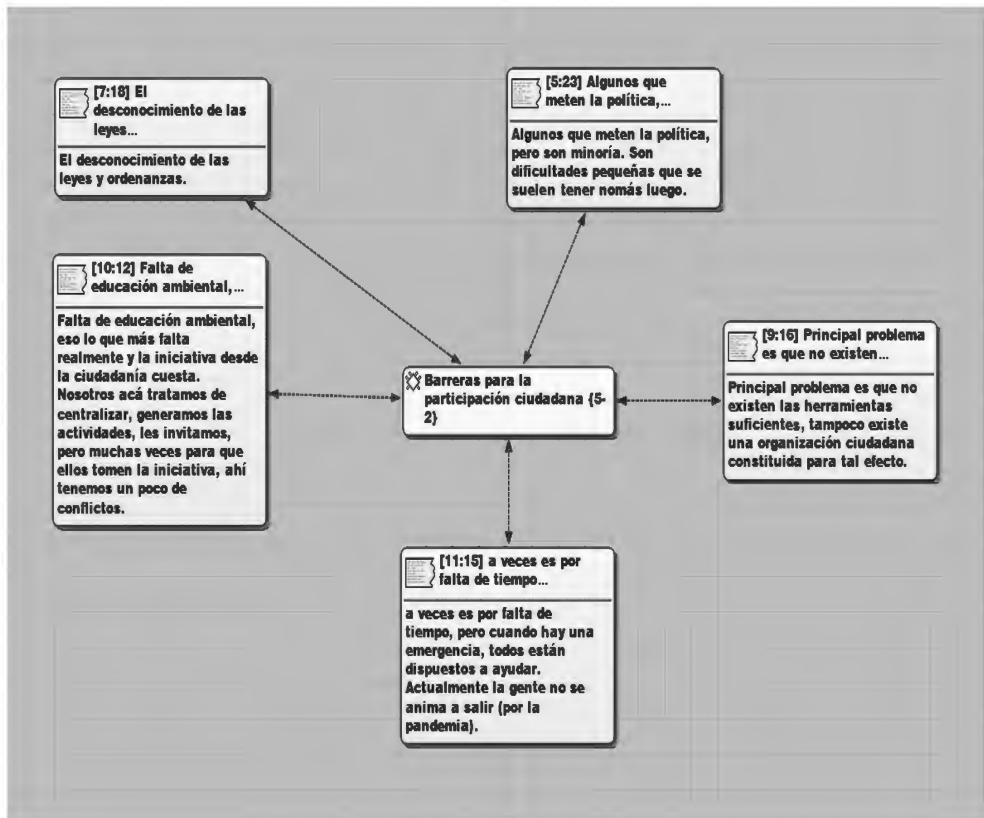 [7:18] El
desconocimiento de las
leyes...
El desconocimiento de las
leyes y ordenanzas.
[5:23] Algunos que
meten la política,...
Algunos que meten la política,
pero son minoría. Son
dificultades pequeñas que se
suelen tener nomás luego.
[10:12] Falta de
educación ambiental,...
Falta de educación ambiental,
eso lo que más falta
realmente y la iniciativa desde
la ciudadanía cuesta.
Nosotros acá tratamos de
centralizar, generamos las
actividades, les invitamos,
pero muchas veces para que
ellos tomen la iniciativa, ahí
tenemos un poco de
conflictos.
Barreras para la
participación ciudadana {5-
2}
[9:16] Principal problema
es que no existen...
Principal problema es que no
existen las herramientas
suficientes, tampoco existe
una organización ciudadana
constituida para tal efecto.
[11:15] a veces es por
falta de tiempo...
a veces es por falta de
tiempo, pero cuando hay una
emergencia, todos están
dispuestos a ayudar.
Actualmente la gente no se
anima a salir (por la
pandemia).